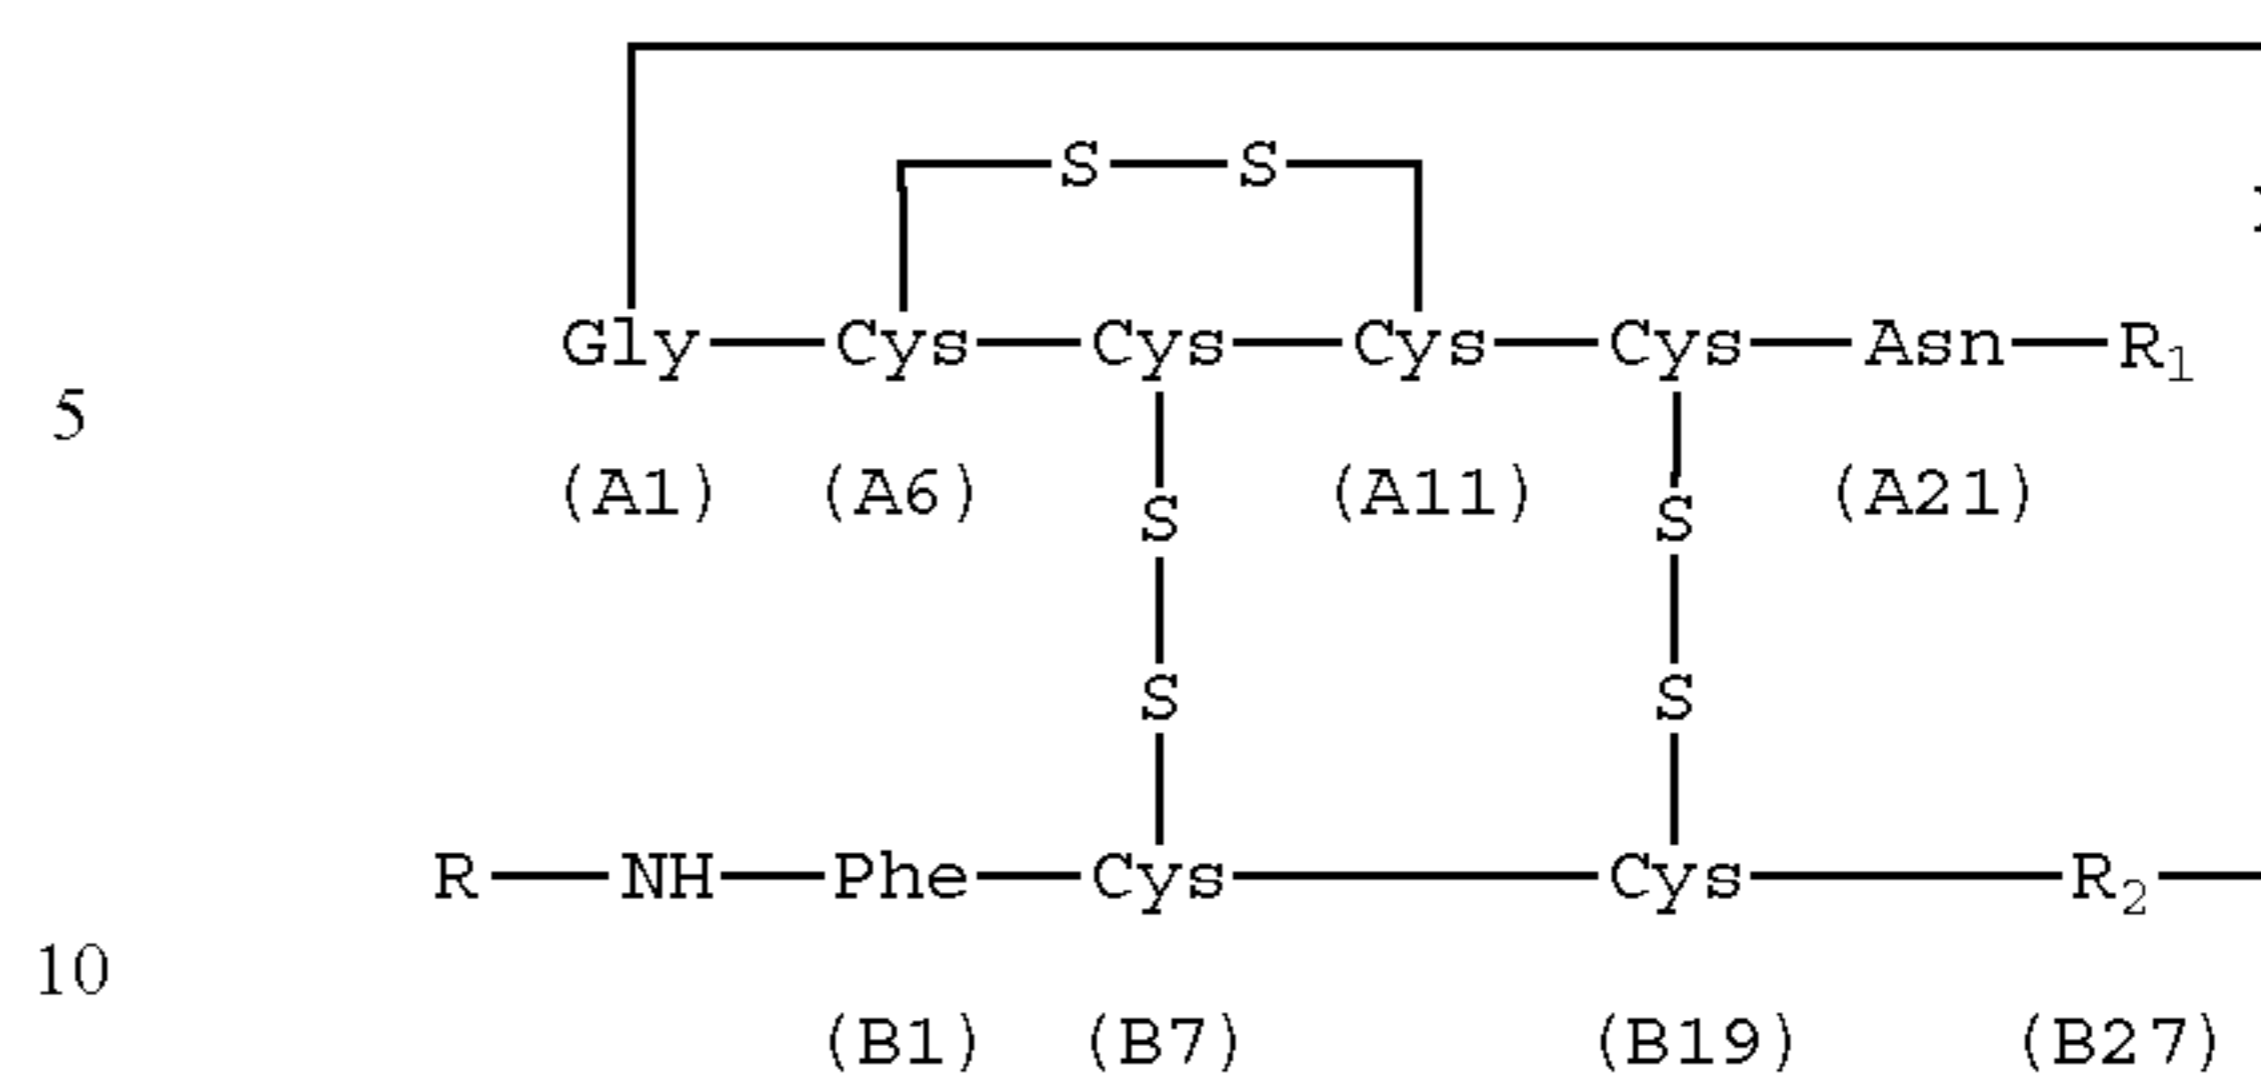 S S
Gly Cys Cys Cys Cys Asn R₁
5
(A1) (A6) S (A11) S (A21)
S S
R NH Phe Cys Cys R₂
10
(B1) (B7) (B19) (B27)